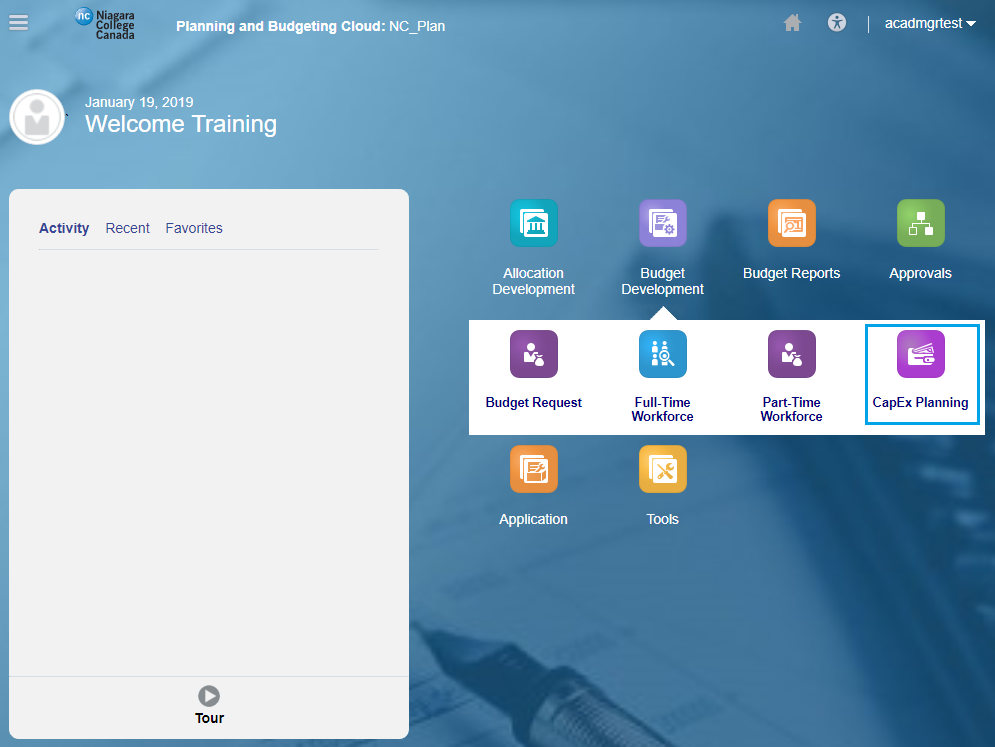 nc Niagara
College
Canada
Planning and Budgeting Cloud: NC_Plan
acadmgrtest
January 19, 2019
Welcome Training
Activity Recent Favorites
Allocation
Development
Budget
Development
Budget Reports
Approvals
Budget Request
Full-Time
Workforce
Part-Time
Workforce
CapEx Planning
Application
Tools
Tour